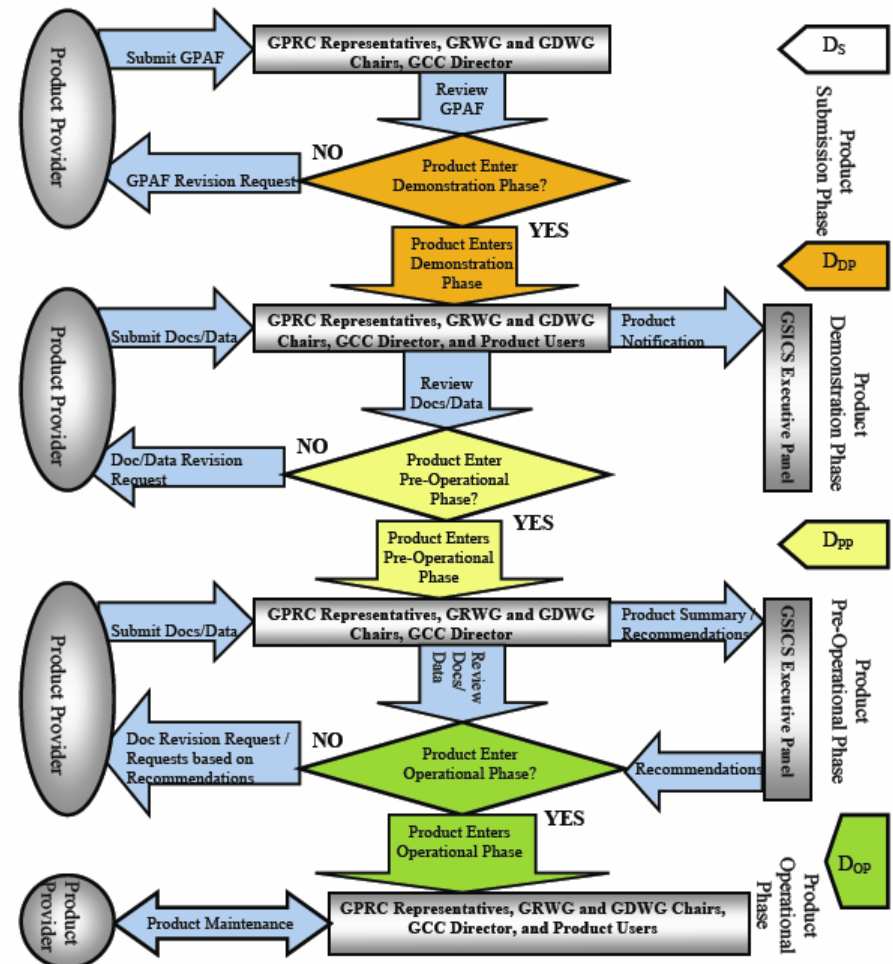 Product Provider
Submit GPAF
GPRC Representatives, GRWG and GDWG
Chairs, GCC Director
DS
Review
GPAF
Product
Submission Phase
NO
Product Enter
Demonstration Phase?
GPAF Revision Request
YES
Product Enters
Demonstration
Phase
DDP
Product Provider
Submit Docs/Data
GPRC Representatives, GRWG and GDWG
Chairs, GCC Director, and Product Users
Product
Notification
GSICS Executive Panel
Product
Demonstration Phase
Review
Docs/Data
NO
Product Enter
Pre-Operational
Phase?
Doc/Data Revision
Request
YES
Product Enters
Pre-Operational
Phase
DPP
Product Provider
Submit Docs/Data
GPRC Representatives, GRWG and GDWG
Chairs, GCC Director
Product Summary /
Recommendations
GSICS Executive Panel
Product
Pre-Operational Phase
Review
Docs/
Data
NO
Product Enter
Operational Phase?
Doc Revision Request /
Requests based on
Recommendations
Recommendations
YES
Product Enters
Operational Phase
DOP
Product
Operational
Phase
Product
Provider
Product Maintenance
GPRC Representatives, GRWG and GDWG Chairs,
GCC Director, and Product Users